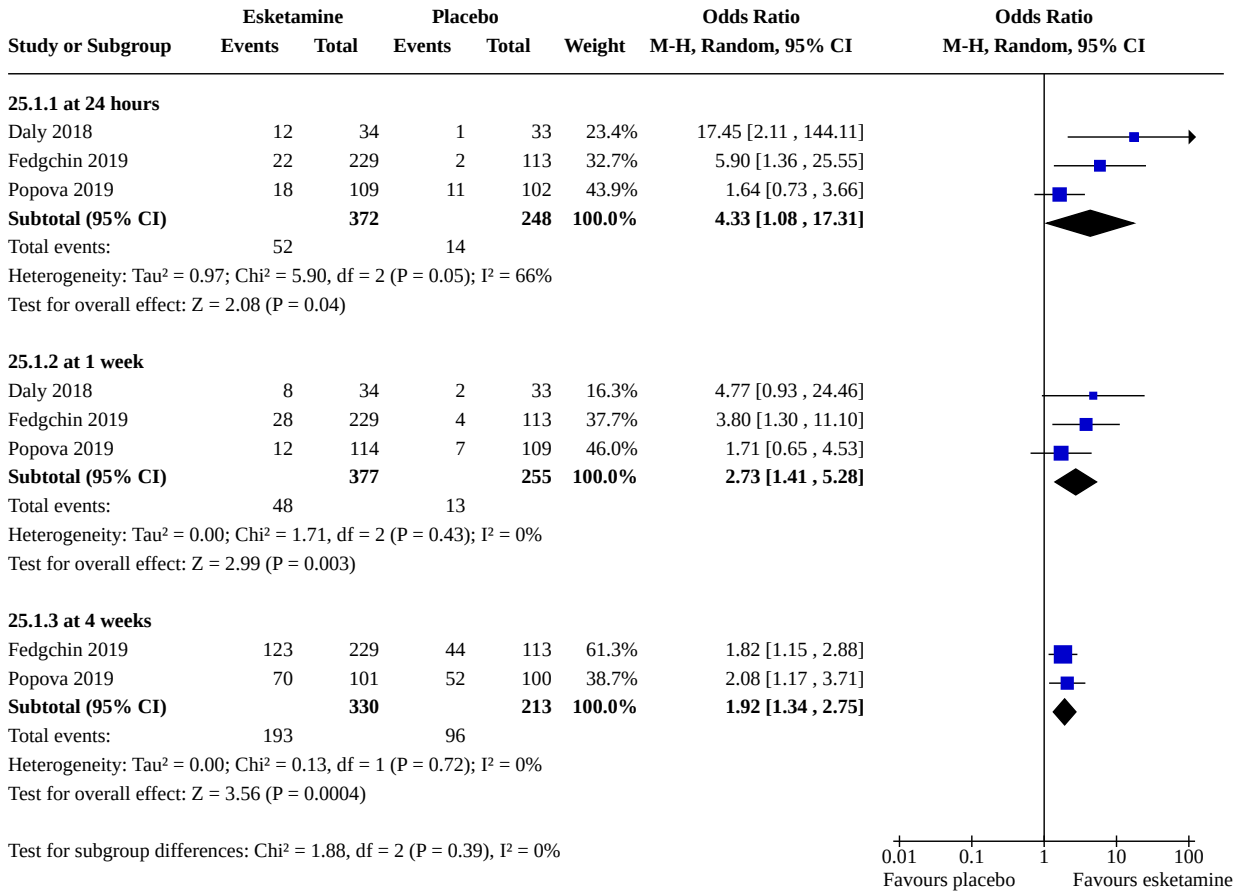 Esketamine Placebo Odds Ratio Odds Ratio
Study or Subgroup Events Total Events Total Weight M-H, Random, 95% CI M-H, Random, 95% CI
25.1.1 at 24 hours
Daly 2018 12 34 1 33 23.4% 17.45 [2.11 , 144.11]
Fedgchin 2019 22 229 2 113 32.7% 5.90 [1.36 , 25.55]
Popova 2019 18 109 11 102 43.9% 1.64 [0.73 , 3.66]
Subtotal (95% CI) 372 248 100.0% 4.33 [1.08 , 17.31]
Total events: 52 14
Heterogeneity: Tau² = 0.97; Chi² = 5.90, df = 2 (P = 0.05); I² = 66%
Test for overall effect: Z = 2.08 (P = 0.04)
25.1.2 at 1 week
Daly 2018 8 34 2 33 16.3% 4.77 [0.93 , 24.46]
Fedgchin 2019 28 229 4 113 37.7% 3.80 [1.30 , 11.10]
Popova 2019 12 114 7 109 46.0% 1.71 [0.65 , 4.53]
Subtotal (95% CI) 377 255 100.0% 2.73 [1.41 , 5.28]
Total events: 48 13
Heterogeneity: Tau² = 0.00; Chi² = 1.71, df = 2 (P = 0.43); I² = 0%
Test for overall effect: Z = 2.99 (P = 0.003)
25.1.3 at 4 weeks
Fedgchin 2019 123 229 44 113 61.3% 1.82 [1.15 , 2.88]
Popova 2019 70 101 52 100 38.7% 2.08 [1.17 , 3.71]
Subtotal (95% CI) 330 213 100.0% 1.92 [1.34 , 2.75]
Total events: 193 96
Heterogeneity: Tau² = 0.00; Chi² = 0.13, df = 1 (P = 0.72); I² = 0%
Test for overall effect: Z = 3.56 (P = 0.0004)
Test for subgroup differences: Chi² = 1.88, df = 2 (P = 0.39), I² = 0%
0.01 0.1 1 10 100
Favours placebo Favours esketamine